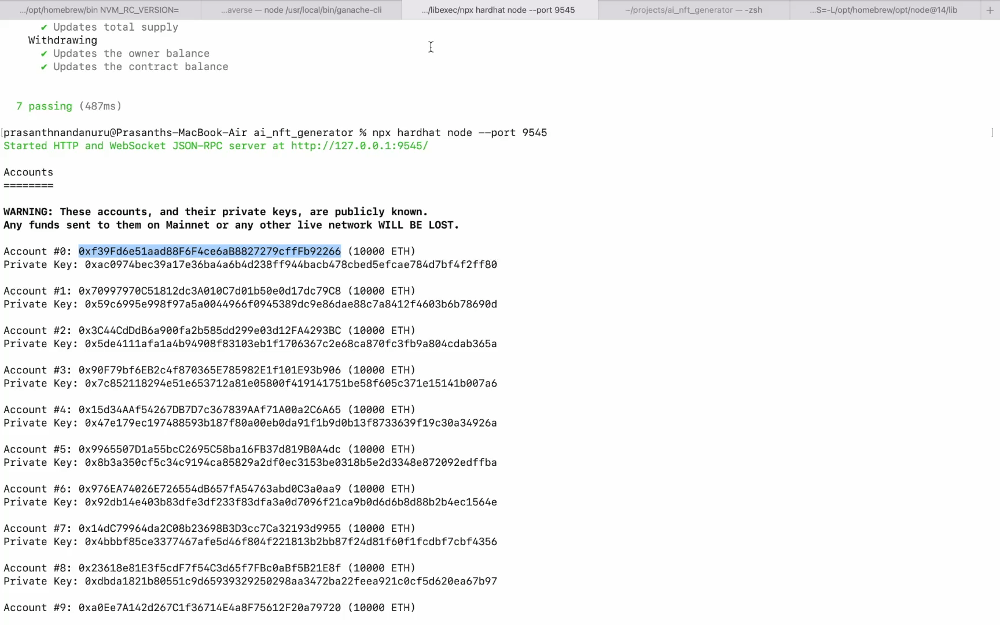 .../opt/homebrew/bin NVM_RC_VERSION=
...averse — node /usr/local/bin/ganache-cli
.../libexec/npx hardhat node --port 9545
~/projects/ai_nft_generator — -zsh
...S=-L/opt/homebrew/opt/node@14/lib
+
✔ Updates total supply
Withdrawing
✔ Updates the owner balance
✔ Updates the contract balance
7 passing (487ms)
[prasanthnandanuru@Prasanths-MacBook-Air ai_nft_generator % npx hardhat node --port 9545 ]
Started HTTP and WebSocket JSON-RPC server at http://127.0.0.1:9545/
Accounts
========
WARNING: These accounts, and their private keys, are publicly known.
Any funds sent to them on Mainnet or any other live network WILL BE LOST.
Account #0: 0xf39Fd6e51aad88F6F4ce6aB8827279cffFb92266 (10000 ETH)
Private Key: 0xac0974bec39a17e36ba4a6b4d238ff944bacb478cbed5efcae784d7bf4f2ff80
Account #1: 0x70997970C51812dc3A010C7d01b50e0d17dc79C8 (10000 ETH)
Private Key: 0x59c6995e998f97a5a0044966f0945389dc9e86dae88c7a8412f4603b6b78690d
Account #2: 0x3C44CdDdB6a900fa2b585dd299e03d12FA4293BC (10000 ETH)
Private Key: 0x5de4111afa1a4b94908f83103eb1f1706367c2e68ca870fc3fb9a804cdab365a
Account #3: 0x90F79bf6EB2c4f870365E785982E1f101E93b906 (10000 ETH)
Private Key: 0x7c852118294e51e653712a81e05800f419141751be58f605c371e15141b007a6
Account #4: 0x15d34AAf54267DB7D7c367839AAf71A00a2C6A65 (10000 ETH)
Private Key: 0x47e179ec197488593b187f80a00eb0da91f1b9d0b13f8733639f19c30a34926a
Account #5: 0x9965507D1a55bcC2695C58ba16FB37d819B0A4dc (10000 ETH)
Private Key: 0x8b3a350cf5c34c9194ca85829a2df0ec3153be0318b5e2d3348e872092edffba
Account #6: 0x976EA74026E726554dB657fA54763abd0C3a0aa9 (10000 ETH)
Private Key: 0x92db14e403b83dfe3df233f83dfa3a0d7096f21ca9b0d6d6b8d88b2b4ec1564e
Account #7: 0x14dC79964da2C08b23698B3D3cc7Ca32193d9955 (10000 ETH)
Private Key: 0x4bbbf85ce3377467afe5d46f804f221813b2bb87f24d81f60f1fcdbf7cbf4356
Account #8: 0x23618e81E3f5cdF7f54C3d65f7FBc0aBf5B21E8f (10000 ETH)
Private Key: 0xdbda1821b80551c9d65939329250298aa3472ba22feea921c0cf5d620ea67b97
Account #9: 0xa0Ee7A142d267C1f36714E4a8F75612F20a79720 (10000 ETH)